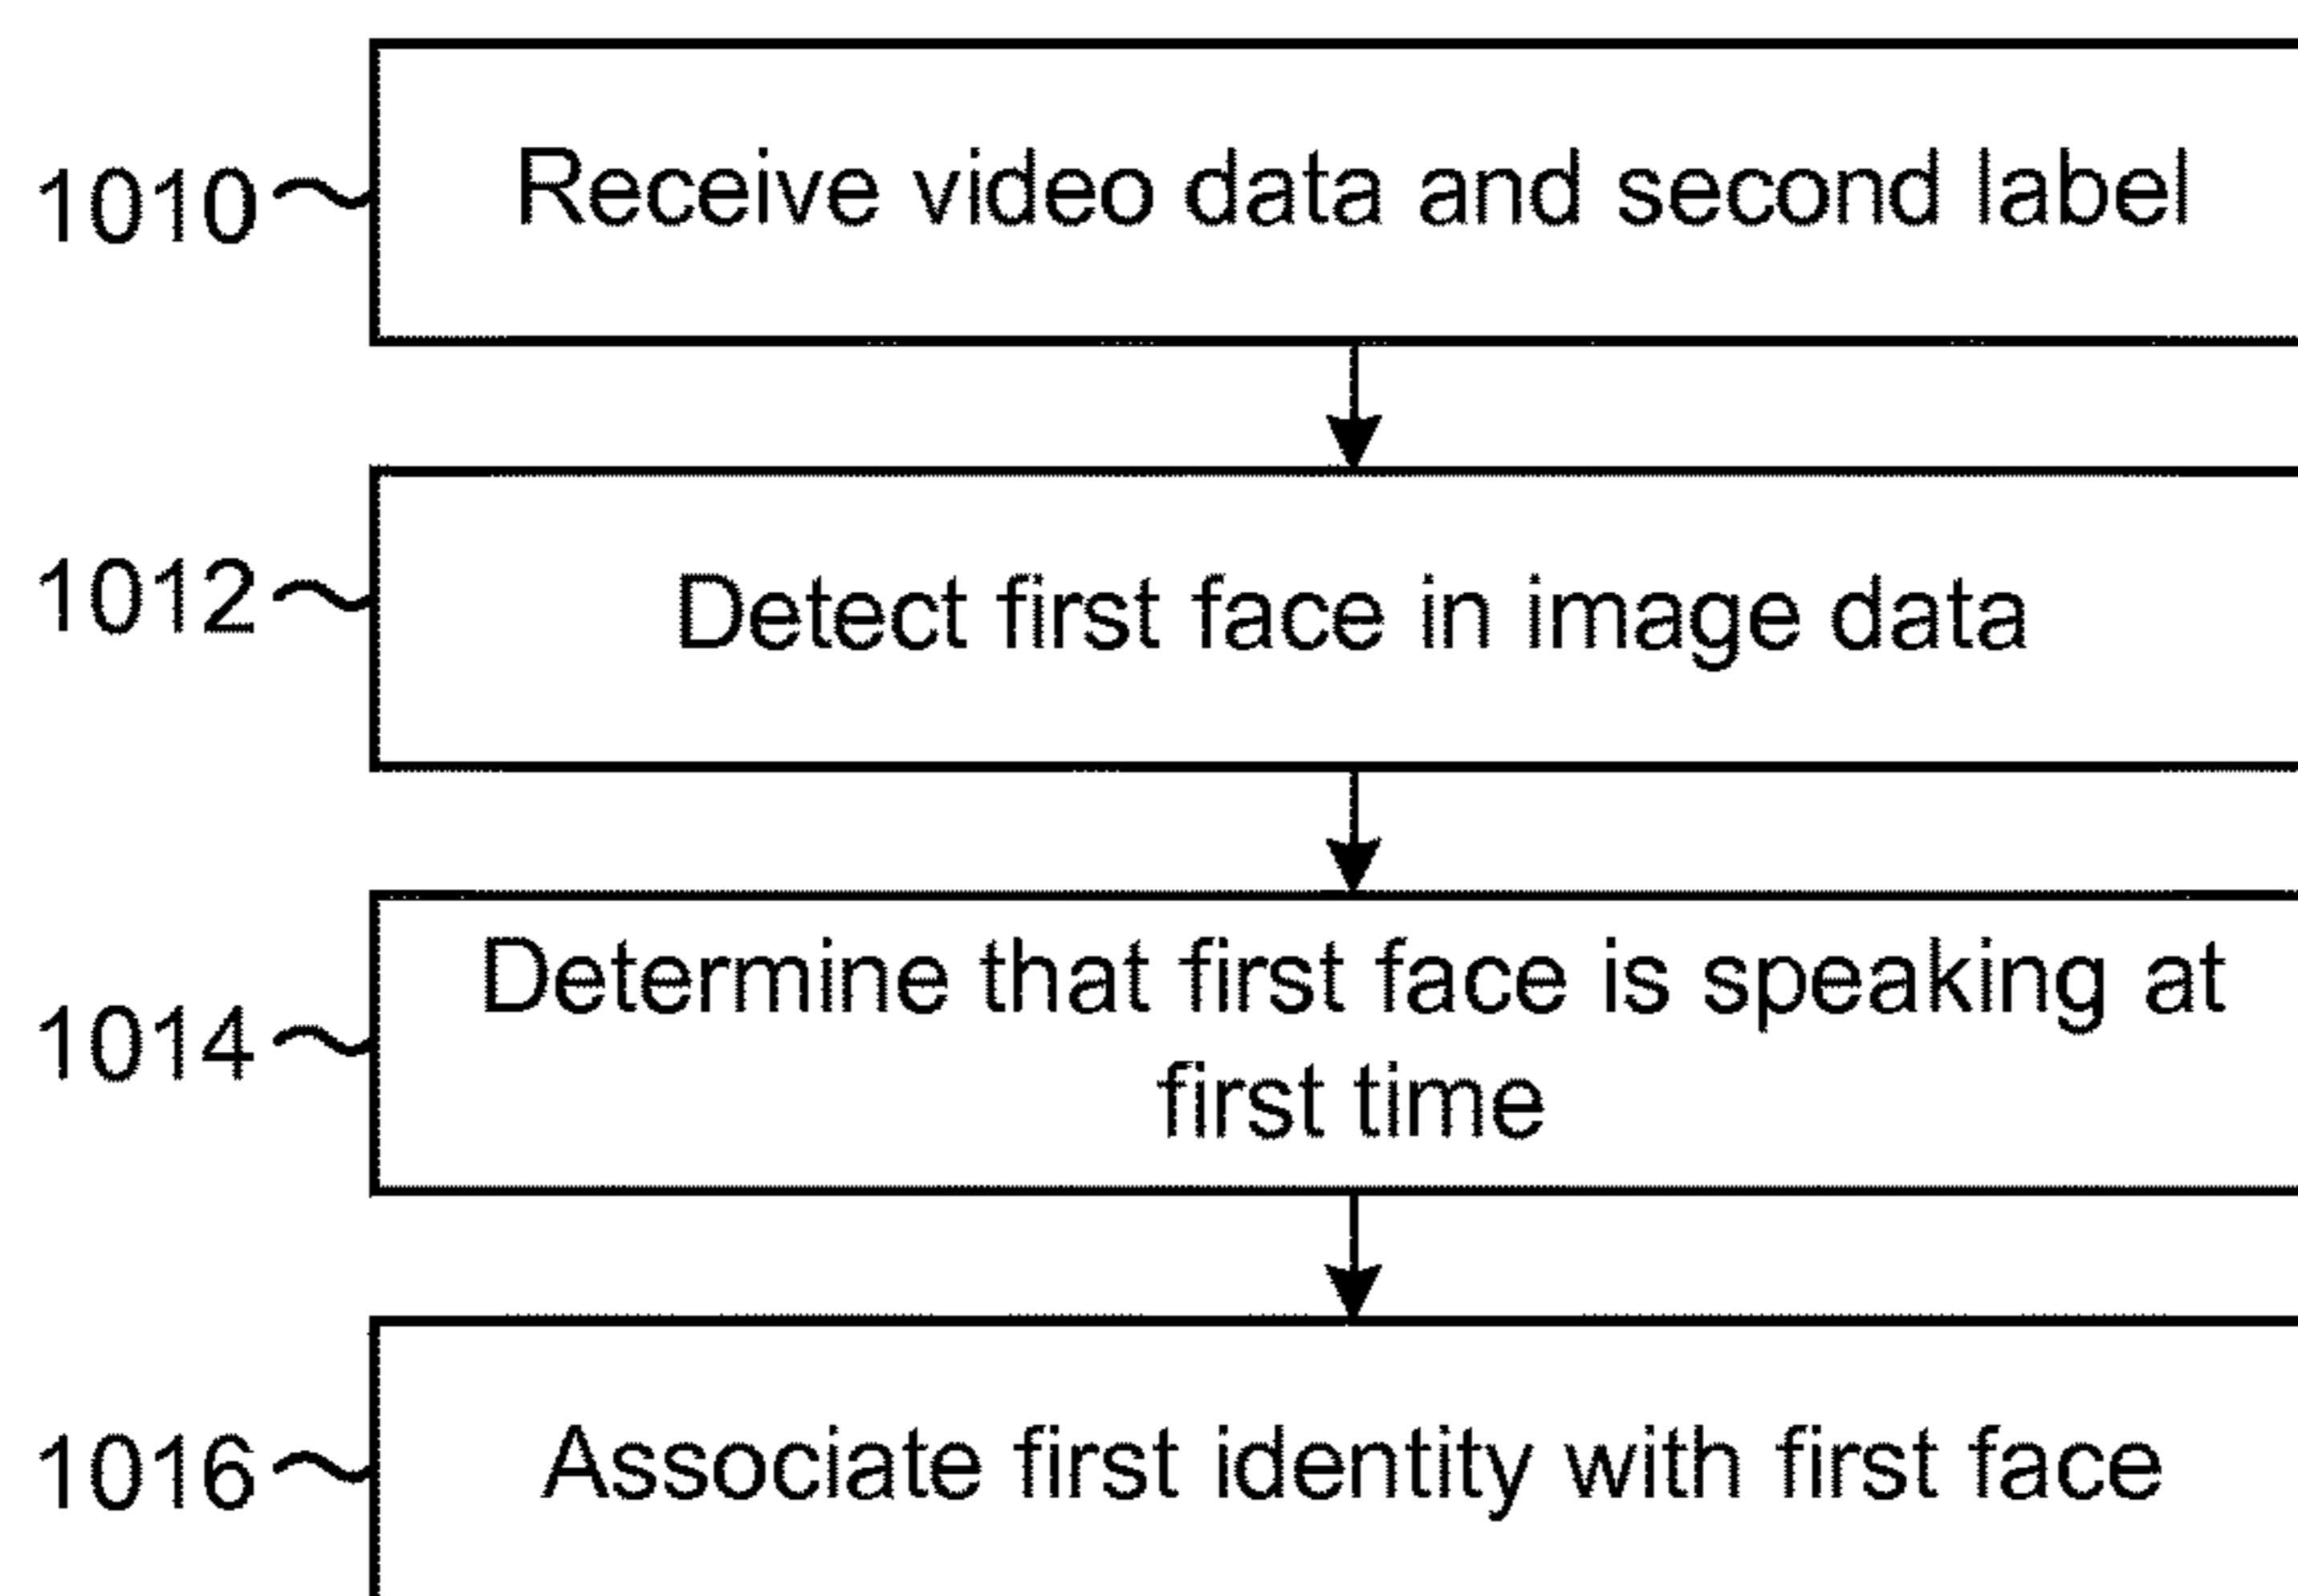 1010 Receive video data and second label
1012 Detect first face in image data
Determine that first face is speaking at
1014
first time
1016 Associate first identity with first face